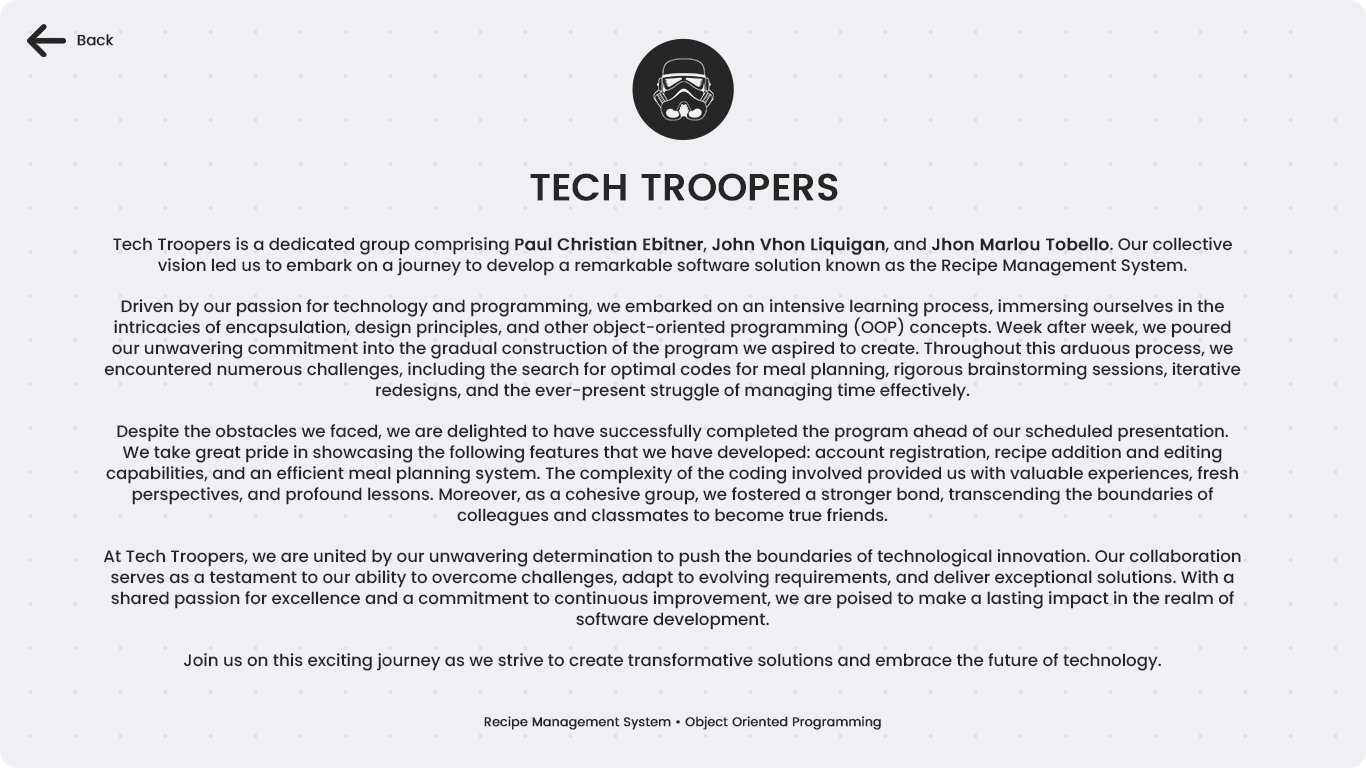 Back
TECH TROOPERS
Tech Troopers is a dedicated group comprising Paul Christian Ebitner, John Vhon Liquigan, and Jhon Marlou Tobello. Our collective
vision led us to embark on a journey to develop a remarkable software solution known as the Recipe Management System.
Driven by our passion for technology and programming, we embarked on an intensive learning process, immersing ourselves in the
intricacies of encapsulation, design principles, and other object-oriented programming (OOP) concepts. Week after week, we poured
our unwavering commitment into the gradual construction of the program we aspired to create. Throughout this arduous process, we
encountered numerous challenges, including the search for optimal codes for meal planning, rigorous brainstorming sessions, iterative
redesigns, and the ever-present struggle of managing time effectively.
Despite the obstacles we faced, we are delighted to have successfully completed the program ahead of our scheduled presentation.
We take great pride in showcasing the following features that we have developed: account registration, recipe addition and editing
capabilities, and an efficient meal planning system. The complexity of the coding involved provided us with valuable experiences, fresh
perspectives, and profound lessons. Moreover, as a cohesive group, we fostered a stronger bond, transcending the boundaries of
colleagues and classmates to become true friends.
At Tech Troopers, we are united by our unwavering determination to push the boundaries of technological innovation. Our collaboration
serves as a testament to our ability to overcome challenges, adapt to evolving requirements, and deliver exceptional solutions. With a
shared passion for excellence and a commitment to continuous improvement, we are poised to make a lasting impact in the realm of
software development.
Join us on this exciting journey as we strive to create transformative solutions and embrace the future of technology.
Recipe Management System • Object Oriented Programming